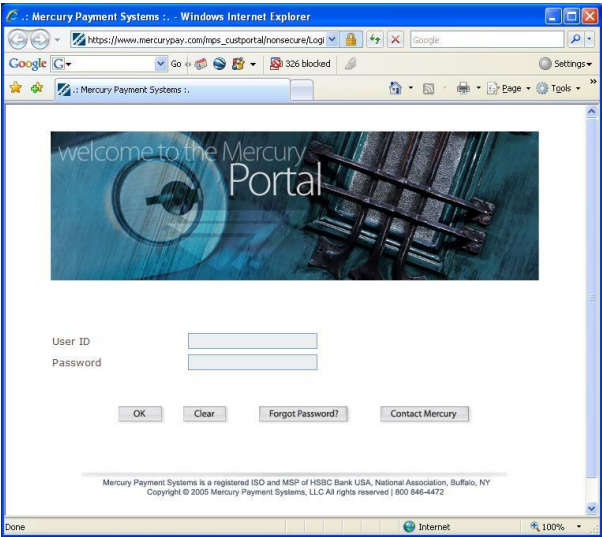 .: Mercury Payment Systems :. - Windows Internet Explorer
https://www.mercurypay.com/mps_custportal/nonsecure/Logi
Google
Google G
Go
326 blocked
Settings
.: Mercury Payment Systems :.
Page
Tools
welcome to the Mercury
Portal
User ID
Password
OK Clear Forgot Password? Contact Mercury
Mercury Payment Systems is a registered ISO and MSP of HSBC Bank USA, National Association, Buffalo, NY
Copyright © 2005 Mercury Payment Systems, LLC All rights reserved | 800 846-4472
Done Internet 100%